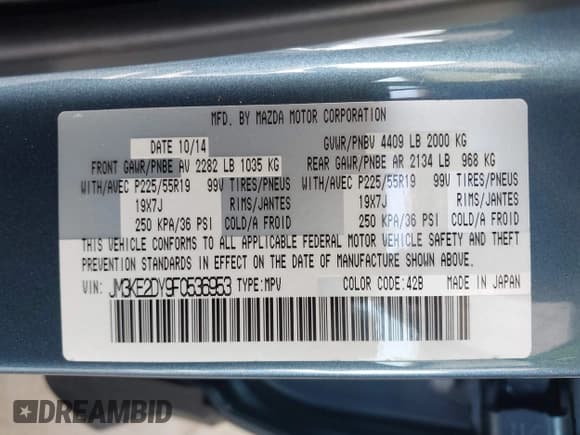 MFD. BY MAZDA MOTOR CORPORATION
DATE 10/14 GVWR/PNBV 4409 LB 2000 KG
FRONT GAWR/PNBE AV 2282 LB 1035 KG REAR GAWR/PNBE AR 2134 LB 968 KG
WITH/AVEC P225/55R19 99V TIRES/PNEUS WITH/AVEC P225/55R19 99V TIRES/PNEUS
19X7J RIMS/JANTES 19X7J RIMS/JANTES
250 KPA/36 PSI COLD/A FROID 250 KPA/36 PSI COLD/A FROID
THIS VEHICLE CONFORMS TO ALL APPLICABLE FEDERAL MOTOR VEHICLE SAFETY AND THEFT
PREVENTION STANDARDS IN EFFECT ON THE DATE OF MANUFACTURE SHOWN ABOVE.
VIN: JM3KE2DY9F0536953 TYPE:MPV COLOR CODE:42B MADE IN JAPAN
DREAMBID